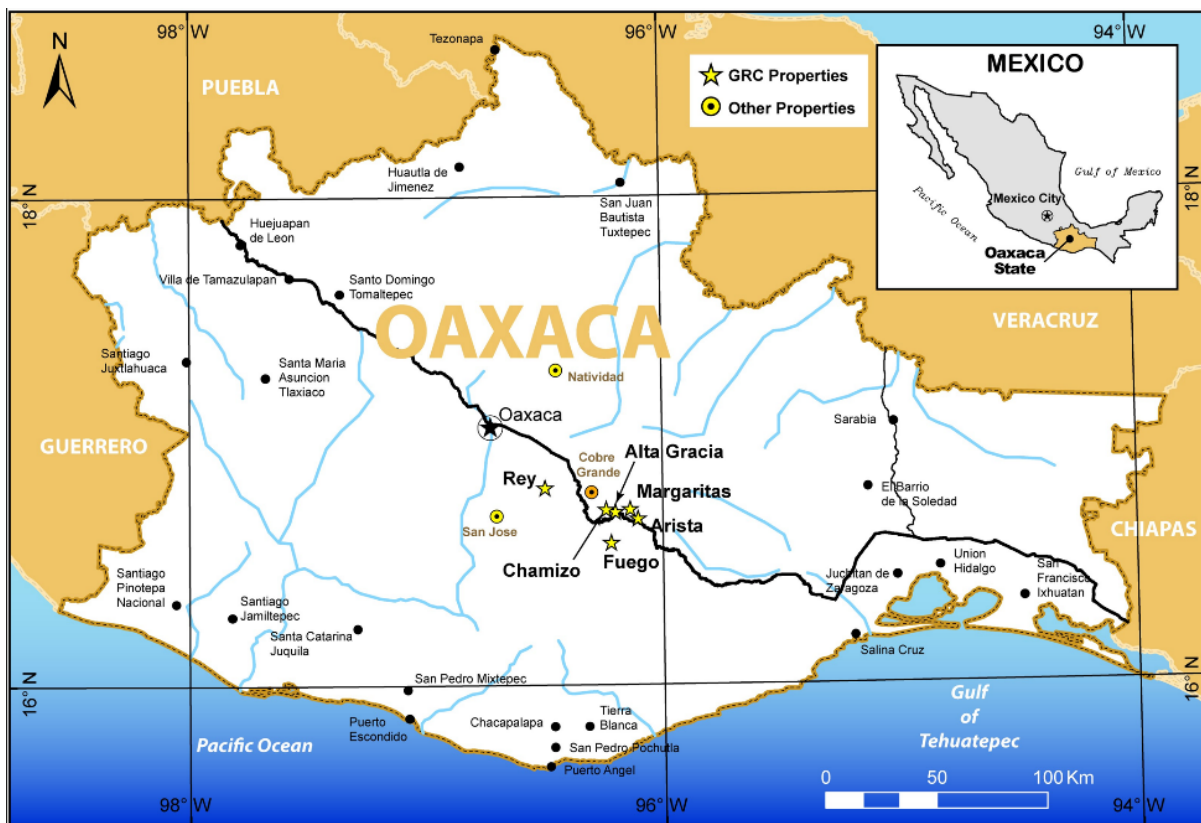 98° W
96° W
94° W
N
Tezonapa
PUEBLA
GRC Properties
Other Properties
MEXICO
Gulf of Mexico
Pacific Ocean
Mexico City
Oaxaca
State
18° N
18° N
Huautla de
Jimenez
San Juan
Bautista
Tuxtepec
Huejuapan
de Leon
Villa de Tamazulapan
Santo Domingo
Tomaltepec
OAXACA
VERACRUZ
Santiago
Juxtlahuaca
Santa Maria
Asuncion
Tlaxiaco
Natividad
Oaxaca
Sarabia
GUERRERO
Cobre
Grande
Alta Gracia
Rey
Margaritas
El Barrio
de la Soledad
San Jose
Arista
CHIAPAS
Chamizo
Fuego
Union
Hidalgo
Juchitan de
Zaragoza
San
Francisco
Ixhuatan
Santiago
Pinotepa
Nacional
Santiago
Jamiltepec
Santa Catarina
Juquila
Salina Cruz
16° N
16° N
San Pedro Mixtepec
Puerto
Escondido
Chacapalapa
Tierra
Blanca
San Pedro Pochutla
Puerto Angel
Pacific Ocean
Gulf
of
Tehuatepec
0 50 100 Km
98° W
96° W
94° W